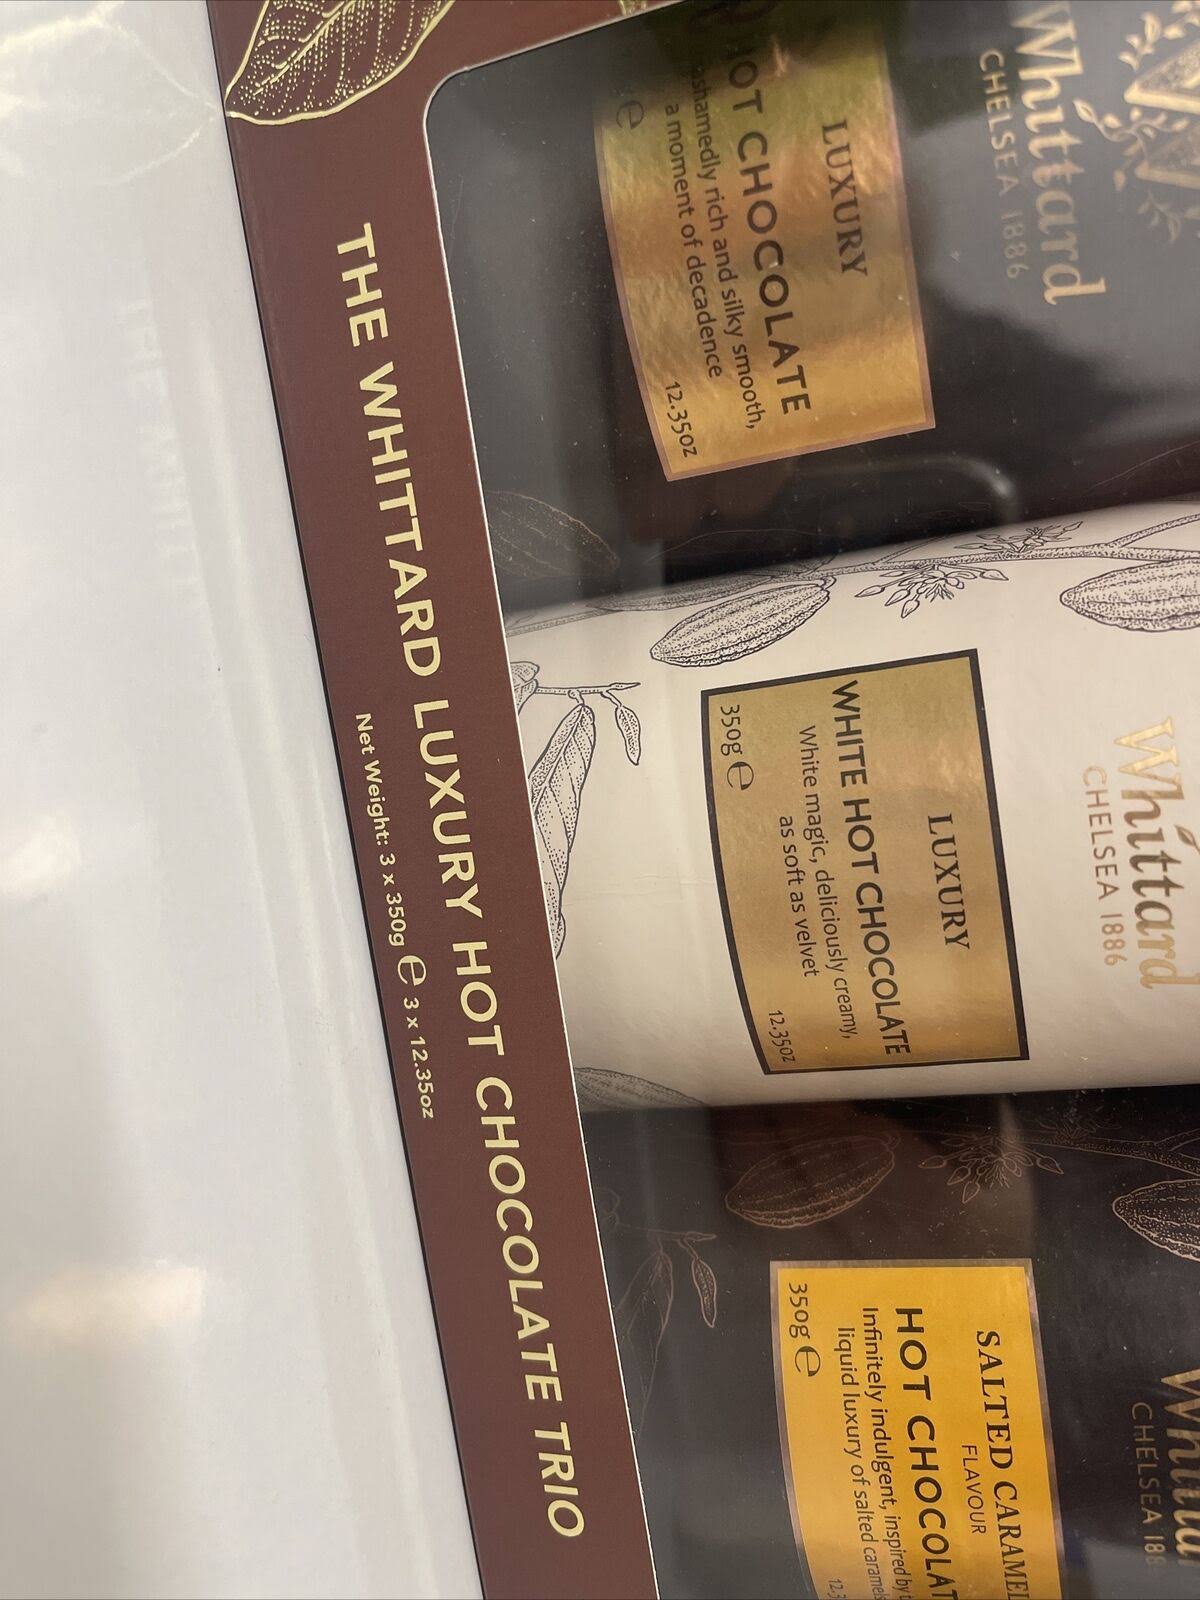 Whittard
CHELSEA 1886
LUXURY
HOT CHOCOLATE
rich and silky smooth,
a moment of decadence
e
12.35oz
Whittard
CHELSEA 1886
LUXURY
WHITE HOT CHOCOLATE
White magic, deliciously creamy,
as soft as velvet
350g e
12.35oz
CHELSEA 188
SALTED CARAMEL
FLAVOUR
HOT CHOCOLAT
Infinitely indulgent, inspired by
liquid luxury of salted caramels
350g e
12.3
THE WHITTARD LUXURY HOT CHOCOLATE TRIO
Net Weight: 3 x 350g e 3 x 12.35oz